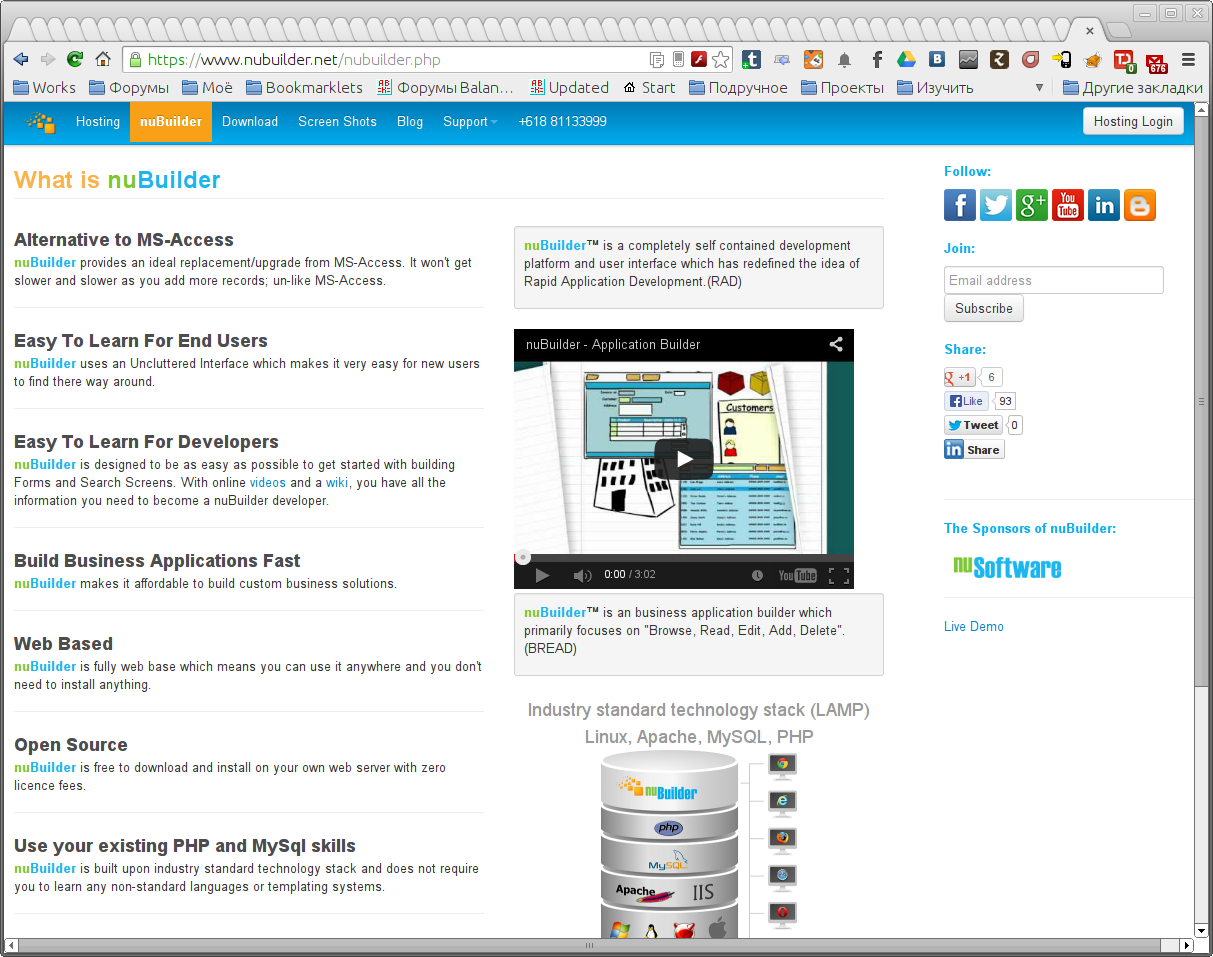 https://www.nubuilder.net/nubuilder.php
0
676
Works
Форумы
Моё
Bookmarklets
Форумы Balan...
Updated
Start
Подручное
Проекты
Изучить
Другие закладки
Hosting
nuBuilder
Download
Screen Shots
Blog
Support
+618 81133999
Hosting Login
What is nuBuilder
Alternative to MS-Access
nuBuilder provides an ideal replacement/upgrade from MS-Access. It won't get
slower and slower as you add more records; un-like MS-Access.
Easy To Learn For End Users
nuBuilder uses an Uncluttered Interface which makes it very easy for new users
to find there way around.
Easy To Learn For Developers
nuBuilder is designed to be as easy as possible to get started with building
Forms and Search Screens. With online videos and a wiki, you have all the
information you need to become a nuBuilder developer.
Build Business Applications Fast
nuBuilder makes it affordable to build custom business solutions.
Web Based
nuBuilder is fully web base which means you can use it anywhere and you don't
need to install anything.
Open Source
nuBuilder is free to download and install on your own web server with zero
licence fees.
Use your existing PHP and MySql skills
nuBuilder is built upon industry standard technology stack and does not require
you to learn any non-standard languages or templating systems.
nuBuilder™ is a completely self contained development
platform and user interface which has redefined the idea of
Rapid Application Development.(RAD)
nuBuilder - Application Builder
Customers
0:00 / 3:02
YouTube
nuBuilder™ is an business application builder which
primarily focuses on "Browse, Read, Edit, Add, Delete".
(BREAD)
Industry standard technology stack (LAMP)
Linux, Apache, MySQL, PHP
nuBuilder
php
MySQL
Apache
IIS
Follow:
f
g+
You
Tube
in
Join:
Email address
Subscribe
Share:
g +1
6
Like
93
Tweet
0
in Share
The Sponsors of nuBuilder:
nuSoftware
Live Demo